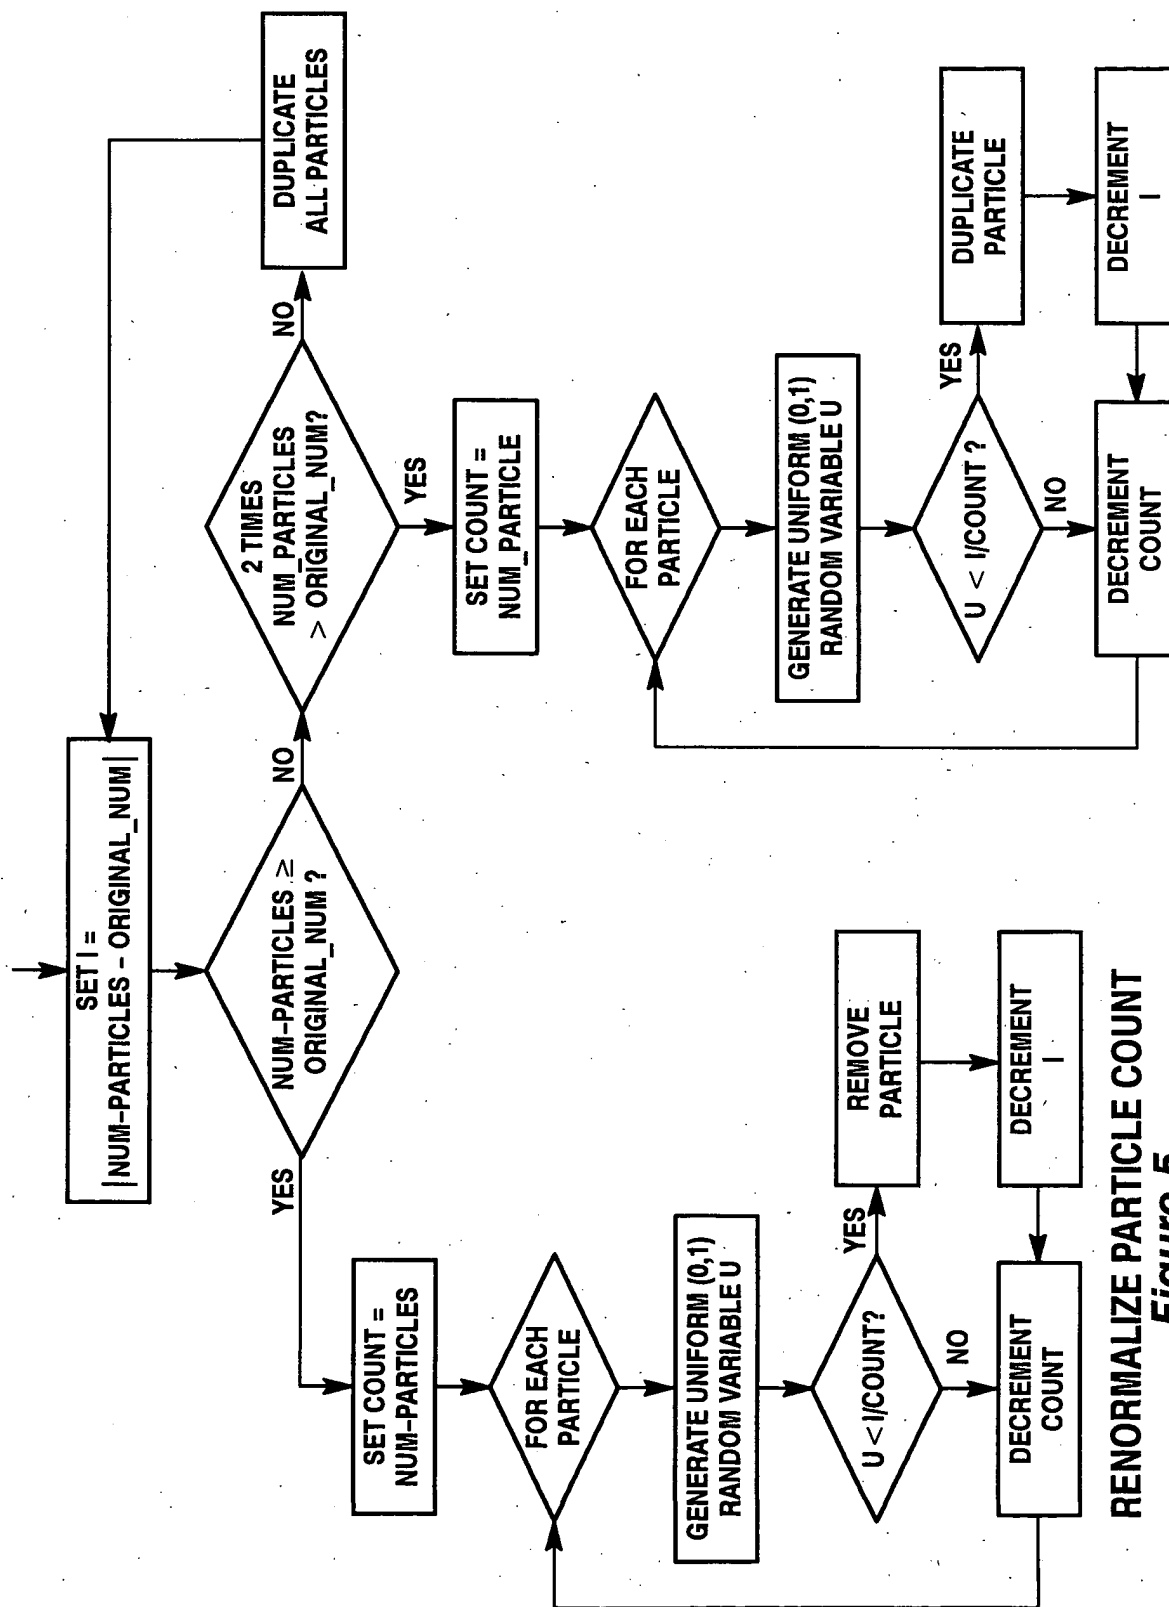 SET I =
|NUM-PARTICLES - ORIGINAL_NUM|
NUM-PARTICLES ≥
ORIGINAL_NUM ?
YES
NO
2 TIMES
NUM_PARTICLES
> ORIGINAL_NUM?
NO
DUPLICATE
ALL PARTICLES
YES
SET COUNT =
NUM-PARTICLES
FOR EACH
PARTICLE
GENERATE UNIFORM (0,1)
RANDOM VARIABLE U
U < I/COUNT?
YES
REMOVE
PARTICLE
DECREMENT
I
NO
DECREMENT
COUNT
SET COUNT =
NUM_PARTICLE
FOR EACH
PARTICLE
GENERATE UNIFORM (0,1)
RANDOM VARIABLE U
U < I/COUNT ?
YES
DUPLICATE
PARTICLE
DECREMENT
I
NO
DECREMENT
COUNT
RENORMALIZE PARTICLE COUNT
Figure 5